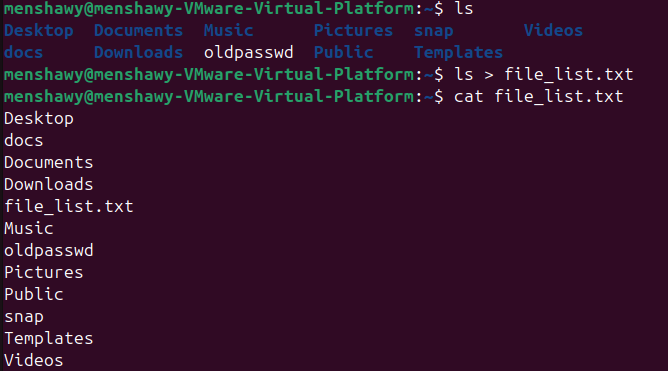 menshawy@menshawy-VMware-Virtual-Platform:~$ ls
Desktop  Documents  Music      Pictures  snap       Videos
docs     Downloads  oldpasswd  Public    Templates
menshawy@menshawy-VMware-Virtual-Platform:~$ ls > file_list.txt
menshawy@menshawy-VMware-Virtual-Platform:~$ cat file_list.txt
Desktop
docs
Documents
Downloads
file_list.txt
Music
oldpasswd
Pictures
Public
snap
Templates
Videos